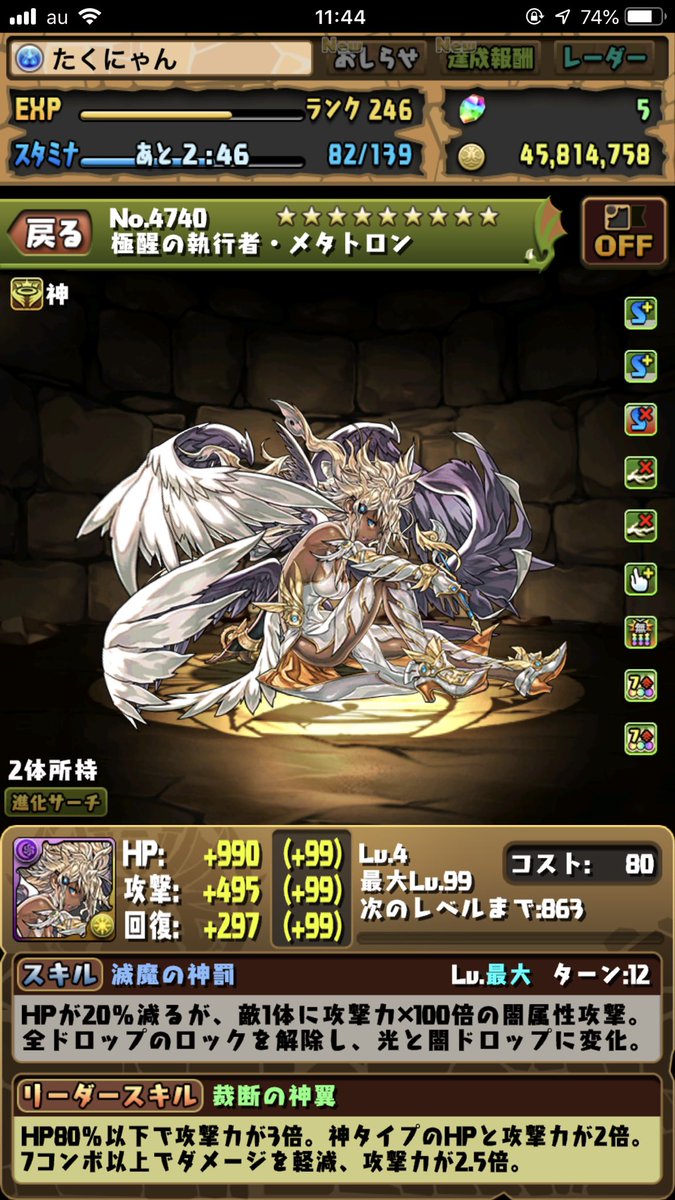 au 11:44 74%
たくにゃん New おしらせ New 達成報酬 レーダー
EXP ランク 246 5
スタミナ あと2:46 82/139 45,814,758
戻る No.4740 ★★★★★★★★★ OFF
極醒の執行者・メタトロン
神
7
7
2体所持
進化サーチ
HP: +990 (+99) Lv.4 コスト: 80
攻撃: +495 (+99) 最大Lv.99
回復: +297 (+99) 次のレベルまで:863
スキル 滅魔の神罰 Lv.最大 ターン:12
HPが20%減るが、敵1体に攻撃力×100倍の闇属性攻撃。
全ドロップのロックを解除し、光と闇ドロップに変化。
リーダースキル 裁断の神翼
HP80%以下で攻撃力が3倍。神タイプのHPと攻撃力が2倍。
7コンボ以上でダメージを軽減、攻撃力が2.5倍。